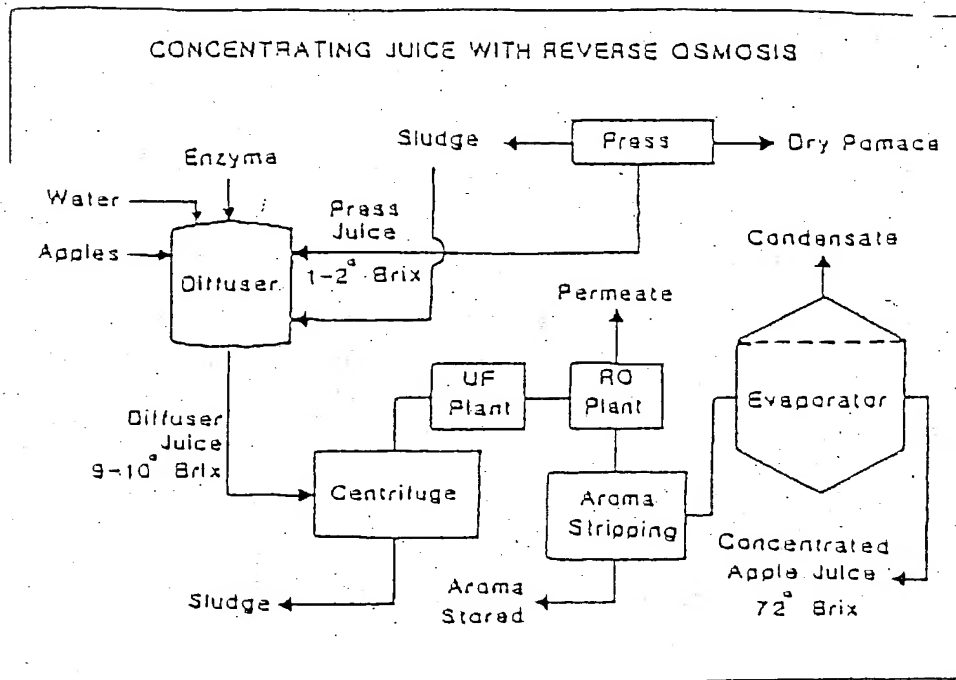 CONCENTRATING JUICE WITH REVERSE OSMOSIS
Sludge
Press
Dry Pomace
Enzyma
Water
Apples
Press
Juice
1-2° Brix
Diffuser
Condensate
Permeate
UF
Plant
RO
Plant
Evaporator
Diffuser
Juice
9-10° Brix
Centrifuge
Aroma
Stripping
Concentrated
Apple Juice
72° Brix
Sludge
Aroma
Stored